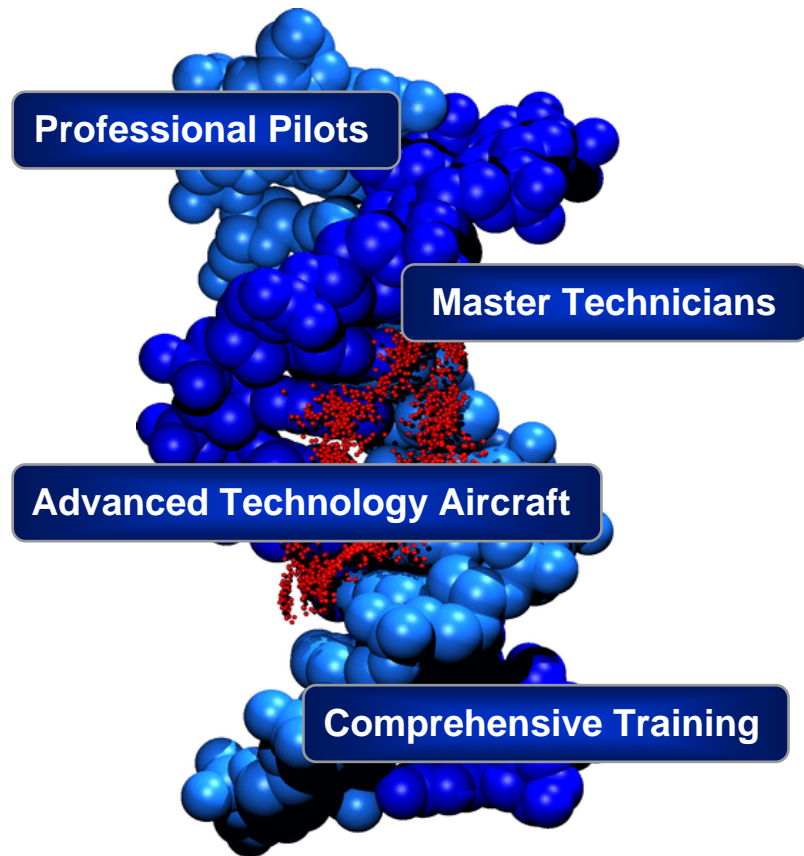 Professional Pilots
Master Technicians
Advanced Technology Aircraft
Comprehensive Training